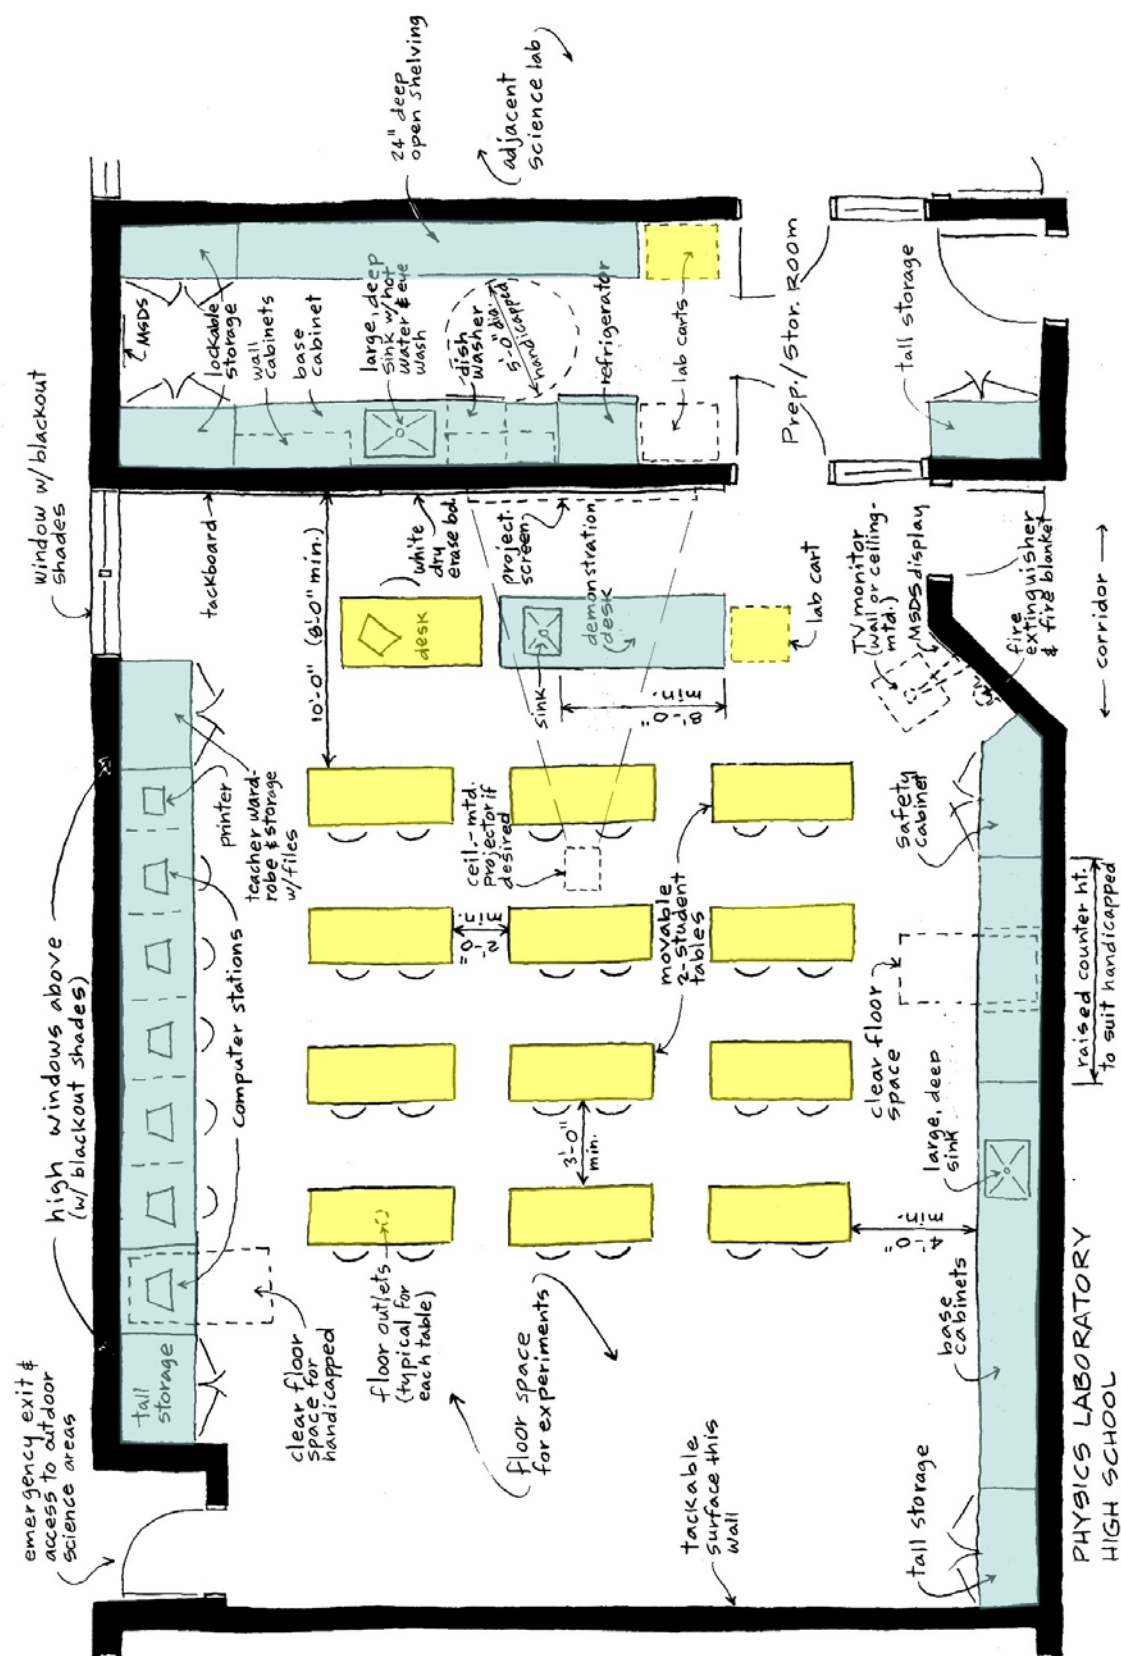 emergency exit &
access to outdoor
science areas
high windows above
(w/ blackout shades)
window w/ blackout
shades
tall
storage
computer stations
printer
teacher ward-
robe & storage
w/files
tackboard
MSDS
lockable
storage
wall
cabinets
base
cabinet
large, deep
sink w/hot
water & eye
wash
dish
washer
5'-0" dia.
handicapped
refrigerator
lab carts
24" deep
open shelving
adjacent
science lab
Prep./Stor. ROOM
tall storage
clear floor
space for
handicapped
floor outlets
(typical for
each table)
floor space
for experiments
tackable
surface this
wall
10'-0" (8'-0" min.)
desk
white
dry
erase bd.
project.
screen
demonstration
desk
sink
8'-0"
min.
lab cart
ceil.-mtd.
projector if
desired
2'-0"
min.
3'-0"
min.
movable
2-student
tables
4'-0"
min.
TV monitor
(wall or ceiling-
mtd.)
MSDS display
fire
extinguisher
& fire blanket
corridor
safety
cabinet
clear floor
space
large, deep
sink
base
cabinets
tall storage
raised counter ht.
to suit handicapped
PHYSICS LABORATORY
HIGH SCHOOL